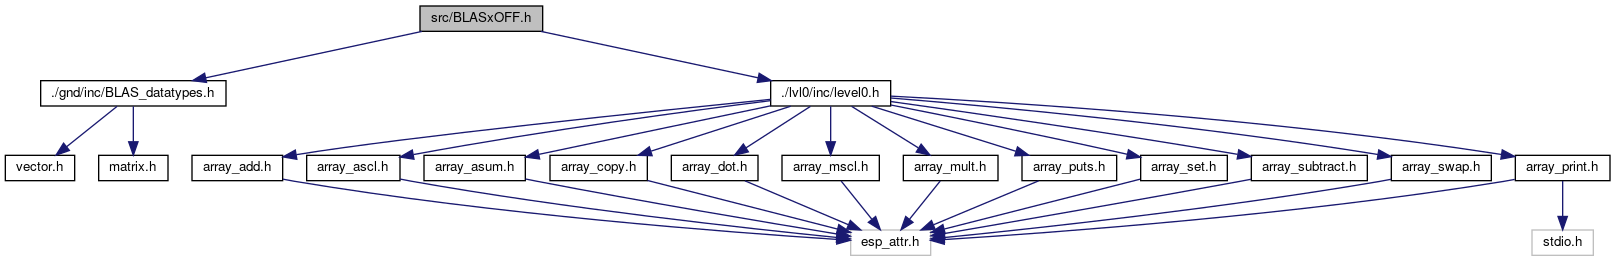 src/BLASxOFF.h
./gnd/inc/BLAS_datatypes.h
./lvl0/inc/level0.h
vector.h
matrix.h
array_add.h
array_ascl.h
array_asum.h
array_copy.h
array_dot.h
array_mscl.h
array_mult.h
array_puts.h
array_set.h
array_subtract.h
array_swap.h
array_print.h
esp_attr.h
stdio.h